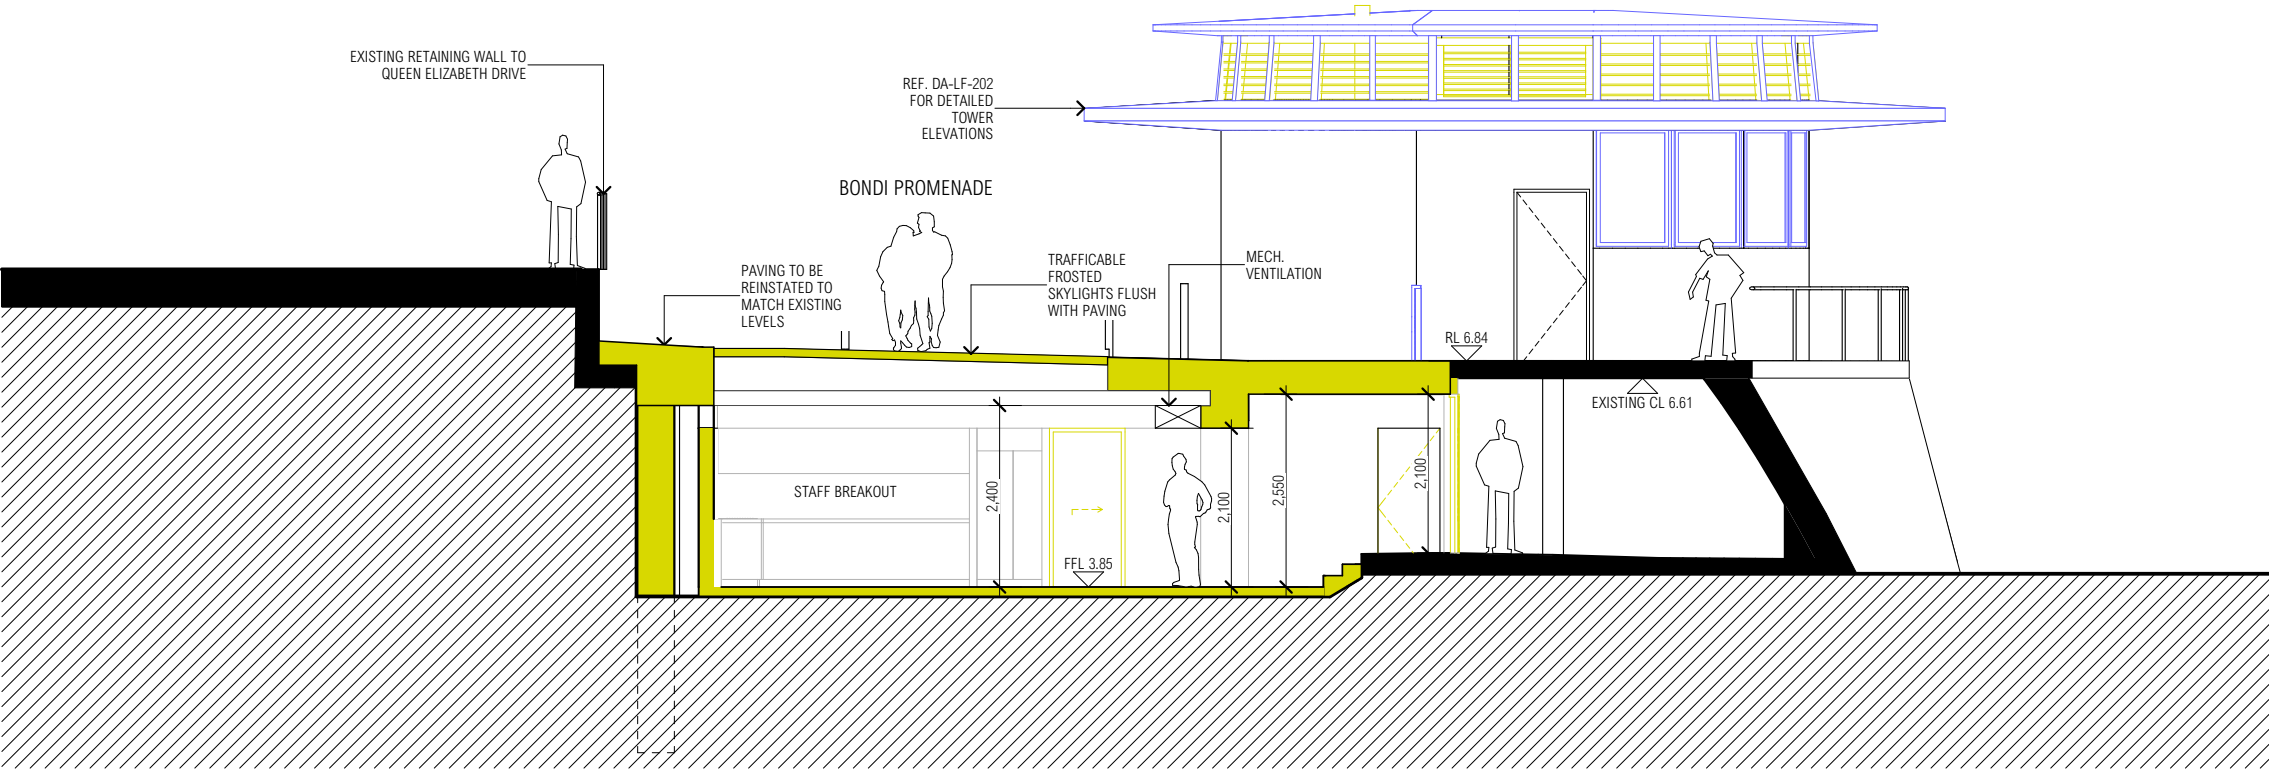 EXISTING RETAINING WALL TO
QUEEN ELIZABETH DRIVE
REF. DA-LF-202
FOR DETAILED
TOWER
ELEVATIONS
BONDI PROMENADE
PAVING TO BE
REINSTATED TO
MATCH EXISTING
LEVELS
TRAFFICABLE
FROSTED
SKYLIGHTS FLUSH
WITH PAVING
MECH.
VENTILATION
RL 6.84
EXISTING CL 6.61
STAFF BREAKOUT
2,400
FFL 3.85
2,100
2,550
2,100